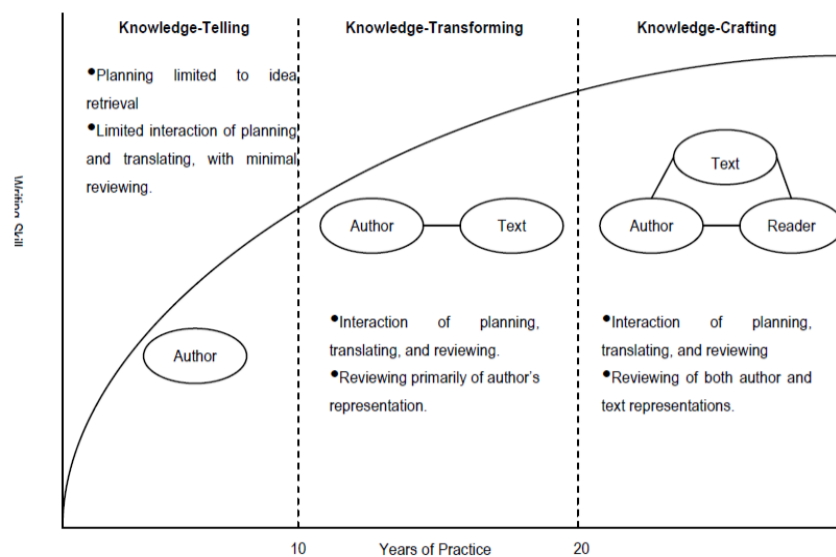 Knowledge-Telling
Knowledge-Transforming
Knowledge-Crafting
•Planning limited to idea
retrieval
•Limited interaction of planning
and translating, with minimal
reviewing.
Writing Skill
Text
Author
Text
Author
Reader
Author
•Interaction of planning,
translating, and reviewing.
•Reviewing primarily of author's
representation.
•Interaction of planning,
translating, and reviewing
•Reviewing of both author and
text representations.
10
Years of Practice
20